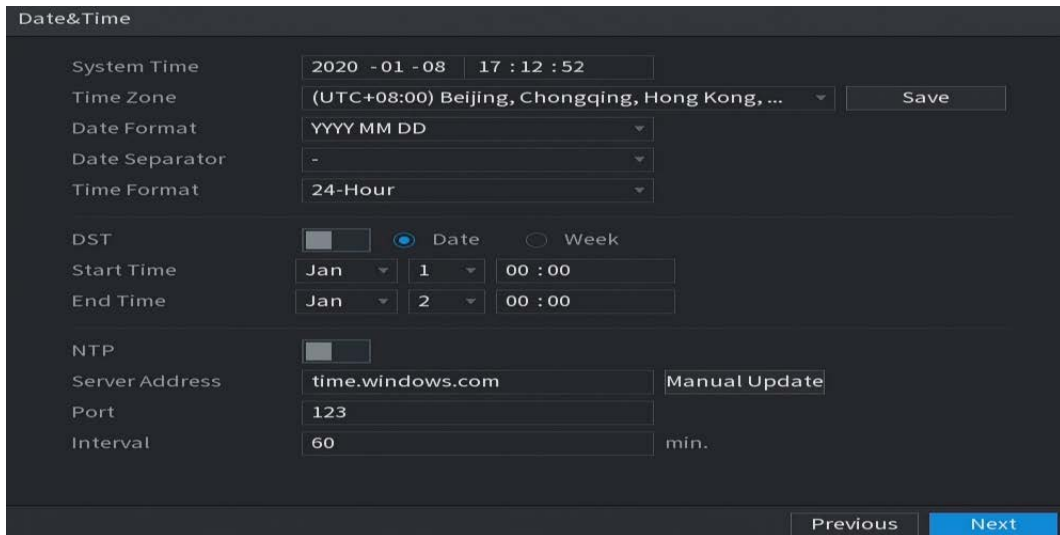 Date&Time
System Time 2020 - 01 - 08 17 : 12 : 52
Time Zone (UTC+08:00) Beijing, Chongqing, Hong Kong, ... Save
Date Format YYYY MM DD
Date Separator -
Time Format 24-Hour
DST Date Week
Start Time Jan 1 00 : 00
End Time Jan 2 00 : 00
NTP
Server Address time.windows.com Manual Update
Port 123
Interval 60 min.
Previous Next